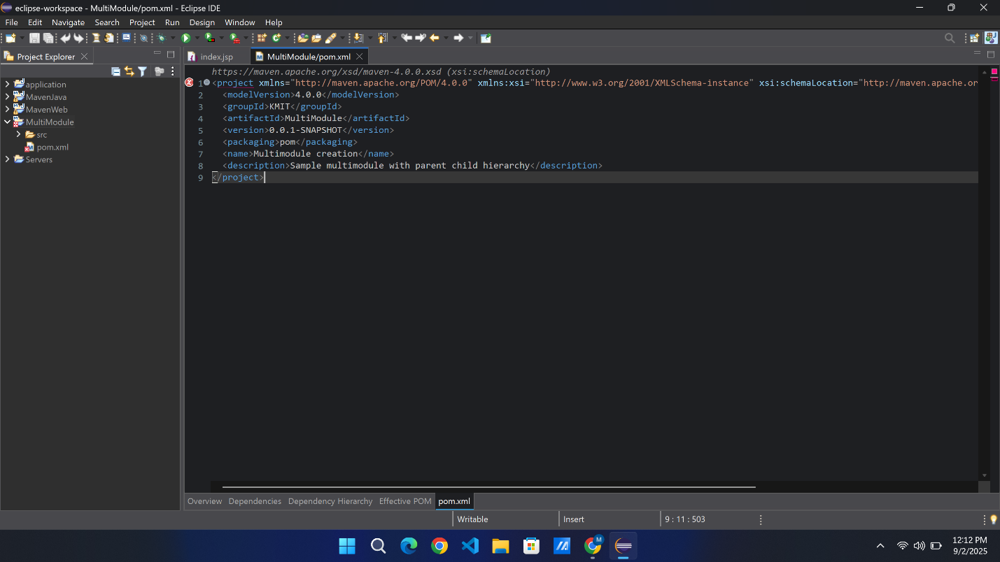 eclipse-workspace - MultiModule/pom.xml - Eclipse IDE
File Edit Navigate Search Project Run Design Window Help
Project Explorer
index.jsp
MultiModule/pom.xml
application
MavenJava
MavenWeb
MultiModule
src
pom.xml
Servers
https://maven.apache.org/xsd/maven-4.0.0.xsd (xsi:schemaLocation)
1 <project xmlns="http://maven.apache.org/POM/4.0.0" xmlns:xsi="http://www.w3.org/2001/XMLSchema-instance" xsi:schemaLocation="http://maven.apache.or
2 <modelVersion>4.0.0</modelVersion>
3 <groupId>KMIT</groupId>
4 <artifactId>MultiModule</artifactId>
5 <version>0.0.1-SNAPSHOT</version>
6 <packaging>pom</packaging>
7 <name>Multimodule creation</name>
8 <description>Sample multimodule with parent child hierarchy</description>
9 </project>
Overview Dependencies Dependency Hierarchy Effective POM pom.xml
Writable Insert 9 : 11 : 503
M
12:12 PM
9/2/2025